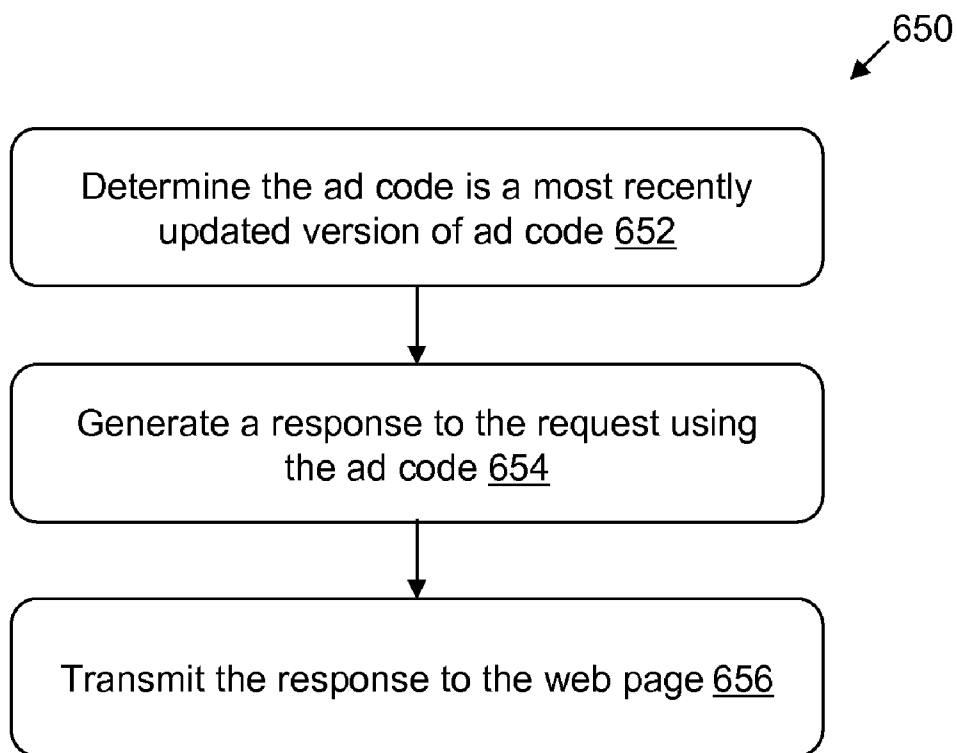 650
Determine the ad code is a most recently
updated version of ad code 652
Generate a response to the request using
the ad code 654
Transmit the response to the web page 656